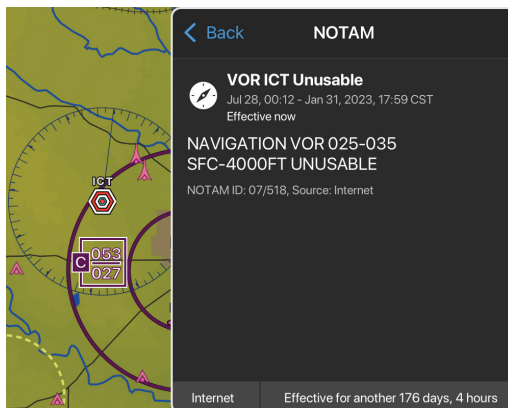 Back
NOTAM
VOR ICT Unusable
Jul 28, 00:12 - Jan 31, 2023, 17:59 CST
Effective now
NAVIGATION VOR 025-035
SFC-4000FT UNUSABLE
NOTAM ID: 07/518, Source: Internet
ICT
C
053
027
Internet
Effective for another 176 days, 4 hours